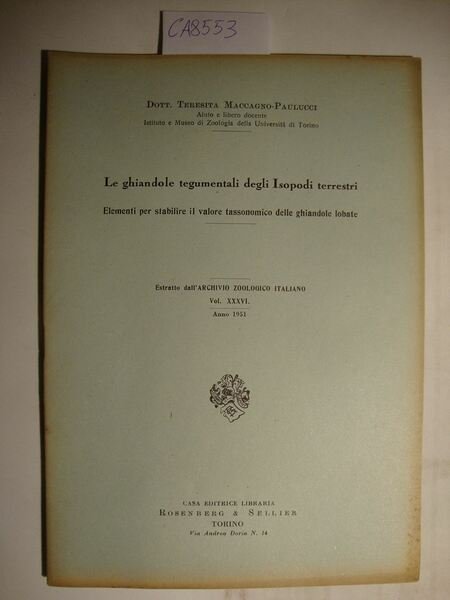 CA8553
Dott. Teresita Maccagno-Paulucci
Aiuto e libero docente
Istituto e Museo di Zoologia della Università di Torino
Le ghiandole tegumentali degli Isopodi terrestri
Elementi per stabilire il valore tassonomico delle ghiandole lobate
Estratto dall'ARCHIVIO ZOOLOGICO ITALIANO
Vol. XXXVI.
Anno 1951
CASA EDITRICE LIBRARIA
Rosenberg & Sellier
TORINO
Via Andrea Doria N. 14